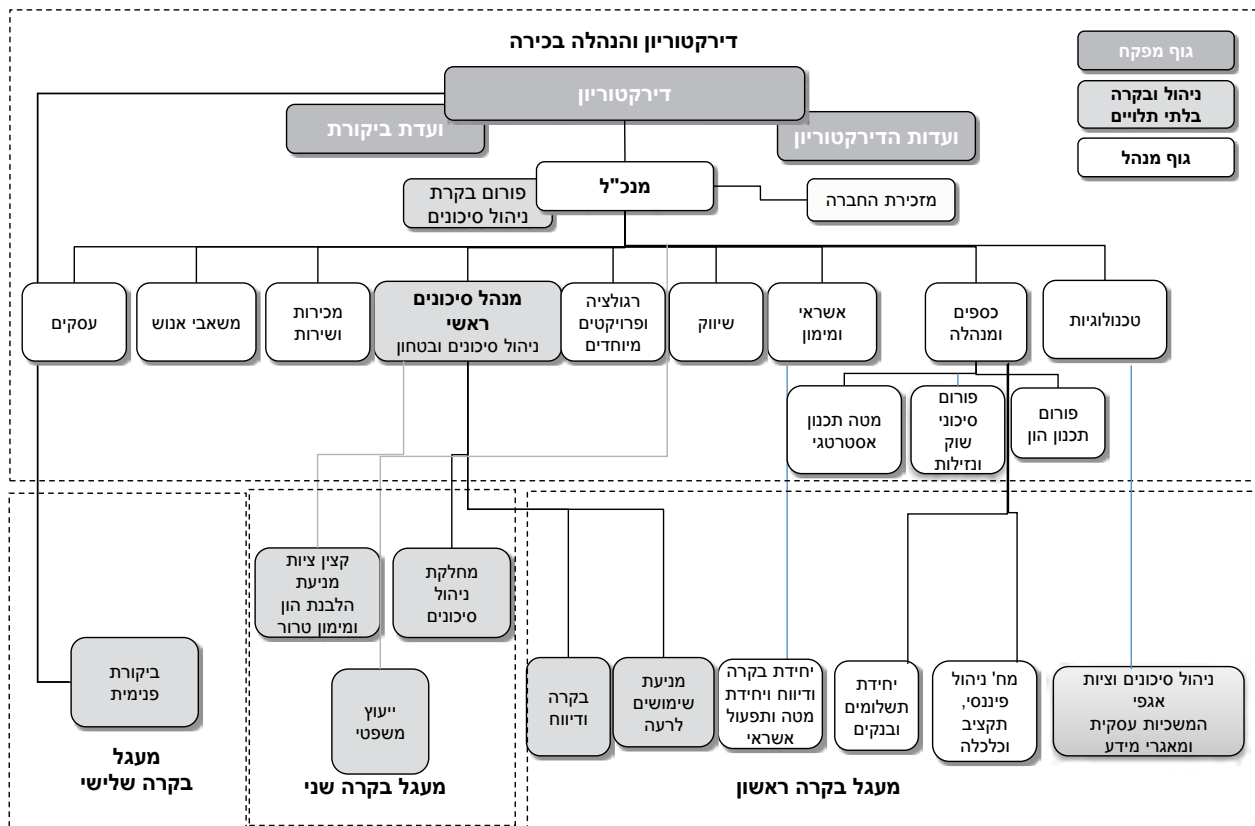 דירקטוריון והנהלה בכירה
גוף מפקח
ניהול ובקרה
בלתי תלויים
גוף מנהל
דירקטוריון
ועדות הדירקטוריון
ועדת ביקורת
מנכ"ל
מזכירת החברה
פורום בקרת
ניהול סיכונים
טכנולוגיות
כספים
ומנהלה
אשראי
ומימון
שיווק
רגולציה
ופרויקטים
מיוחדים
מנהל סיכונים
ראשי
ניהול סיכונים ובטחון
מכירות
ושירות
משאבי אנוש
עסקים
פורום
תכנון הון
פורום
סיכוני
שוק
ונזילות
מטה תכנון
אסטרטגי
ניהול סיכונים וציות
אגפי
המשכיות עסקית
ומאגרי מידע
מח' ניהול
פיננסי,
תקציב
וכלכלה
יחידת
תשלומים
ובנקים
יחידת בקרה
ודיווח ויחידת
מטה ותפעול
אשראי
מניעת
שימושים
לרעה
בקרה
ודיווח
מעגל בקרה ראשון
מחלקת
ניהול
סיכונים
קצין ציות
מניעת
הלבנת הון
ומימון טרור
ייעוץ
משפטי
מעגל בקרה שני
ביקורת
פנימית
מעגל
בקרה שלישי